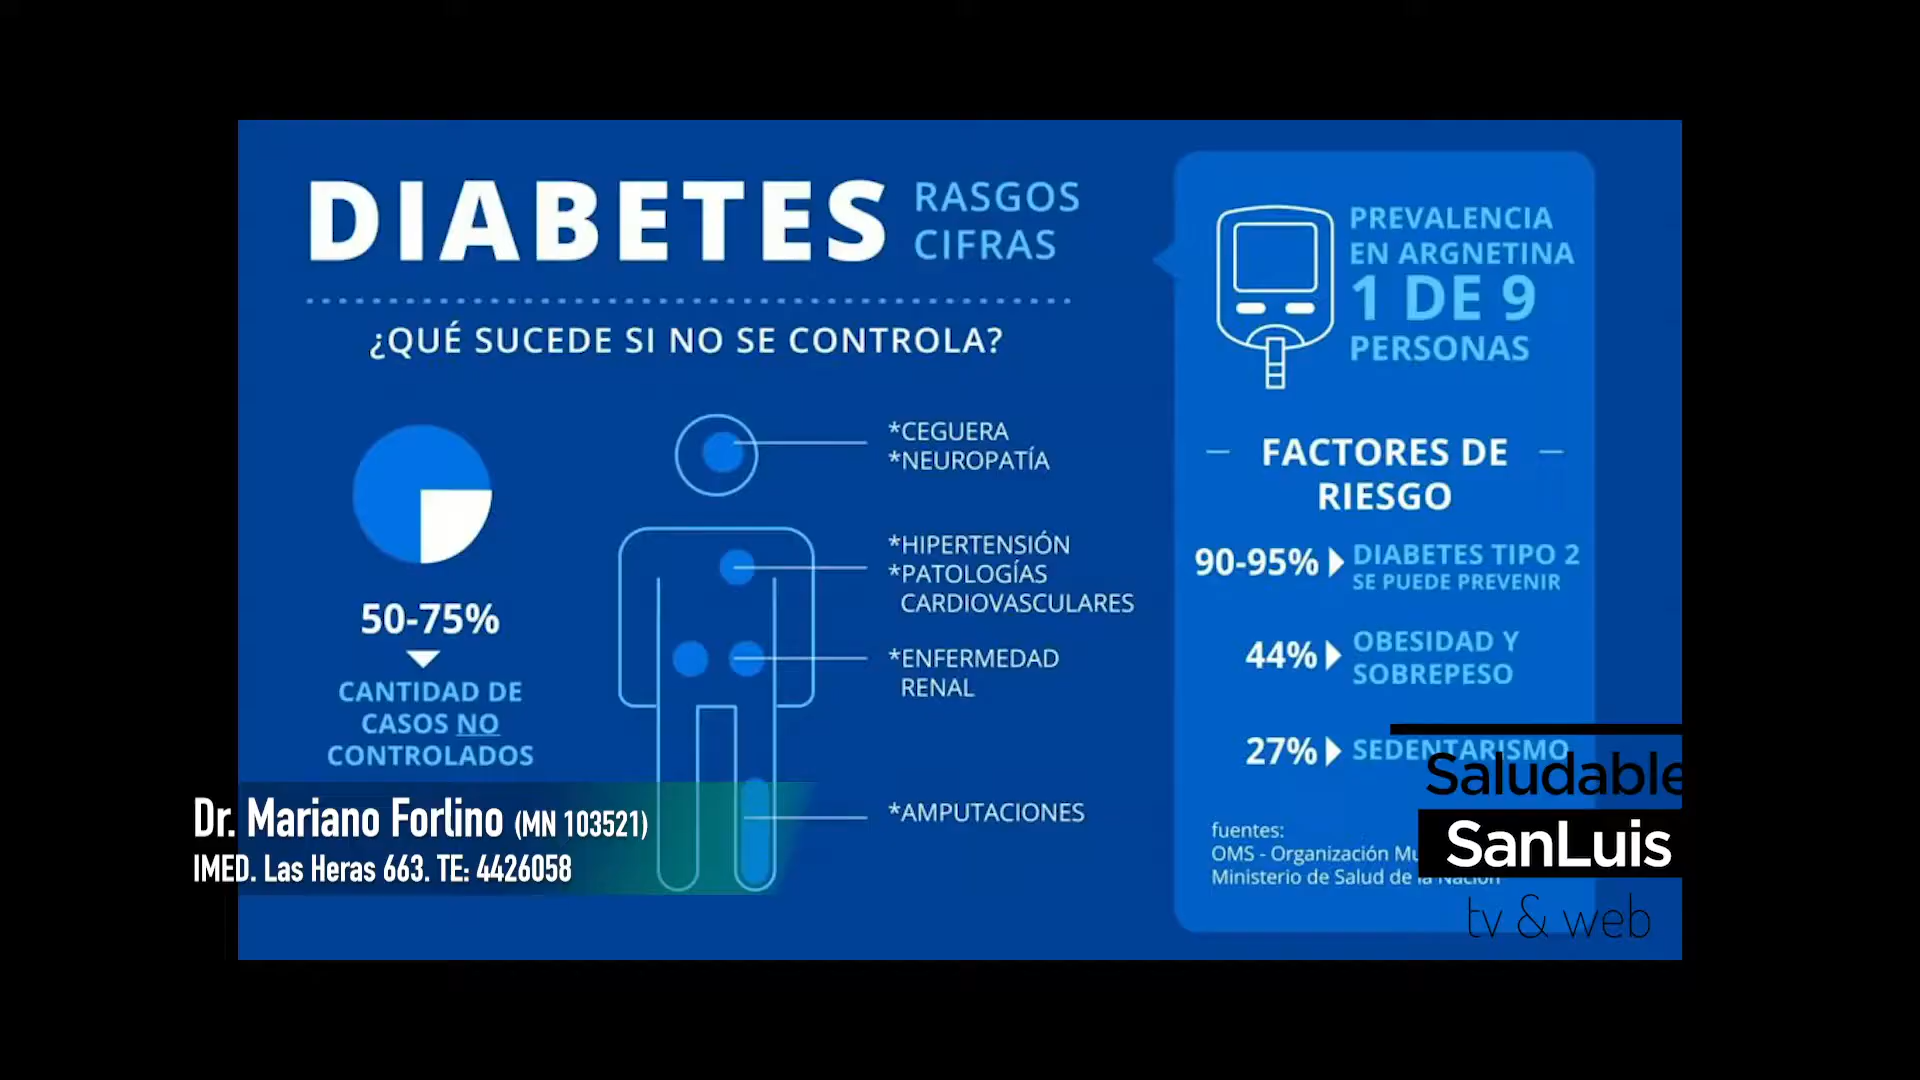 DIABETES RASGOS
CIFRAS
¿QUÉ SUCEDE SI NO SE CONTROLA?
50-75%
CANTIDAD DE
CASOS NO
CONTROLADOS
*CEGUERA
*NEUROPATÍA
*HIPERTENSIÓN
*PATOLOGÍAS
CARDIOVASCULARES
*ENFERMEDAD
RENAL
*AMPUTACIONES
PREVALENCIA
EN ARGNETINA
1 DE 9
PERSONAS
FACTORES DE
RIESGO
90-95% DIABETES TIPO 2
SE PUEDE PREVENIR
44% OBESIDAD Y
SOBREPESO
27% SEDENTARISMO
fuentes:
OMS - Organización
Ministerio de Salud de la Nación
Dr. Mariano Forlino (MN 103521)
IMED. Las Heras 663. TE: 4426058
Saludable
SanLuis
tv & web